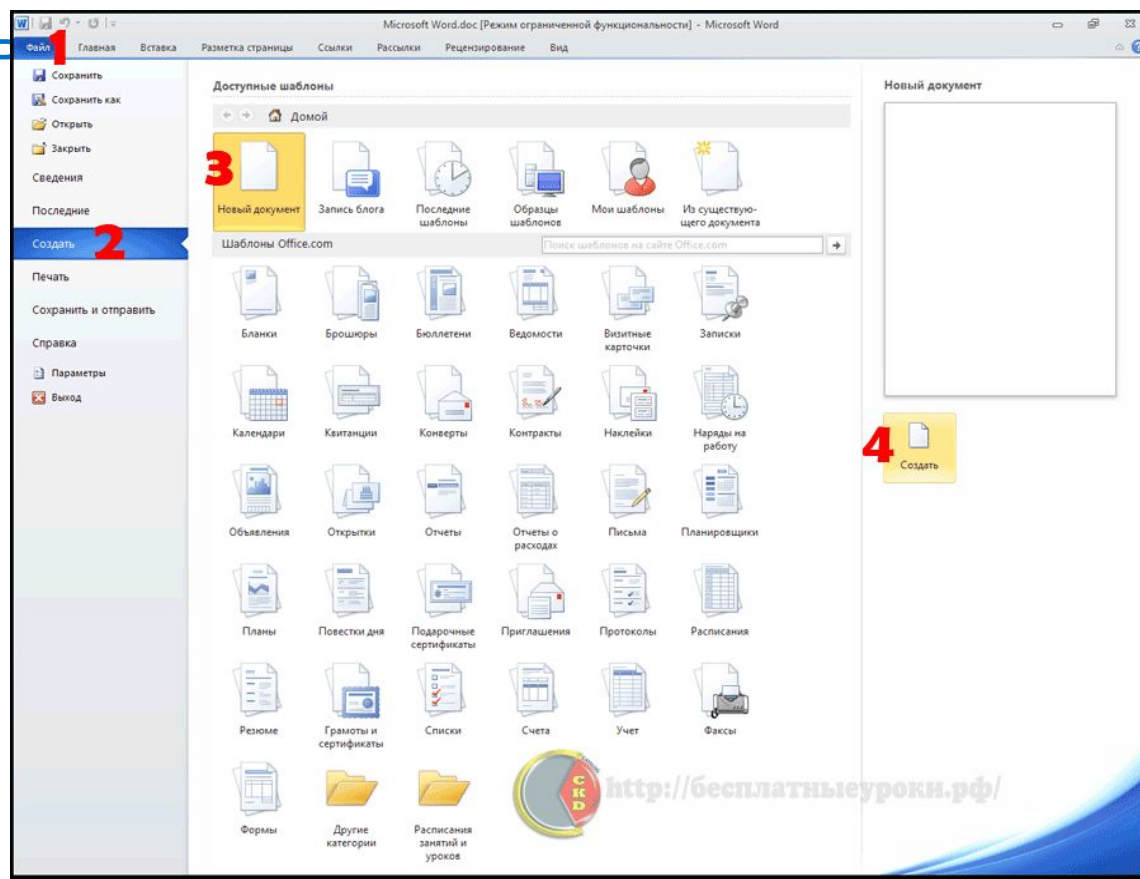 Microsoft Word.doc [Режим ограниченной функциональности] - Microsoft Word
Файл Главная Вставка Разметка страницы Ссылки Рассылки Рецензирование Вид
1
Сохранить
Сохранить как
Открыть
Закрыть
Сведения
Последние
Создать
2
Печать
Сохранить и отправить
Справка
Параметры
Выход
Доступные шаблоны
Домой
3
Новый документ
Запись блога
Последние
шаблоны
Образцы
шаблонов
Мои шаблоны
Из существую-
щего документа
Шаблоны Office.com
Поиск шаблонов на сайте Office.com
Бланки
Брошюры
Бюллетени
Ведомости
Визитные
карточки
Записки
Календари
Квитанции
Конверты
Контракты
Наклейки
Наряды на
работу
Объявления
Открытки
Отчеты
Отчеты о
расходах
Письма
Планировщики
Планы
Повестки дня
Подарочные
сертификаты
Приглашения
Протоколы
Расписания
Резюме
Грамоты и
сертификаты
Списки
Счета
Учет
Факсы
Формы
Другие
категории
Расписания
занятий и
уроков
СКD
http://бесплатныеуроки.рф/
Новый документ
4
Создать